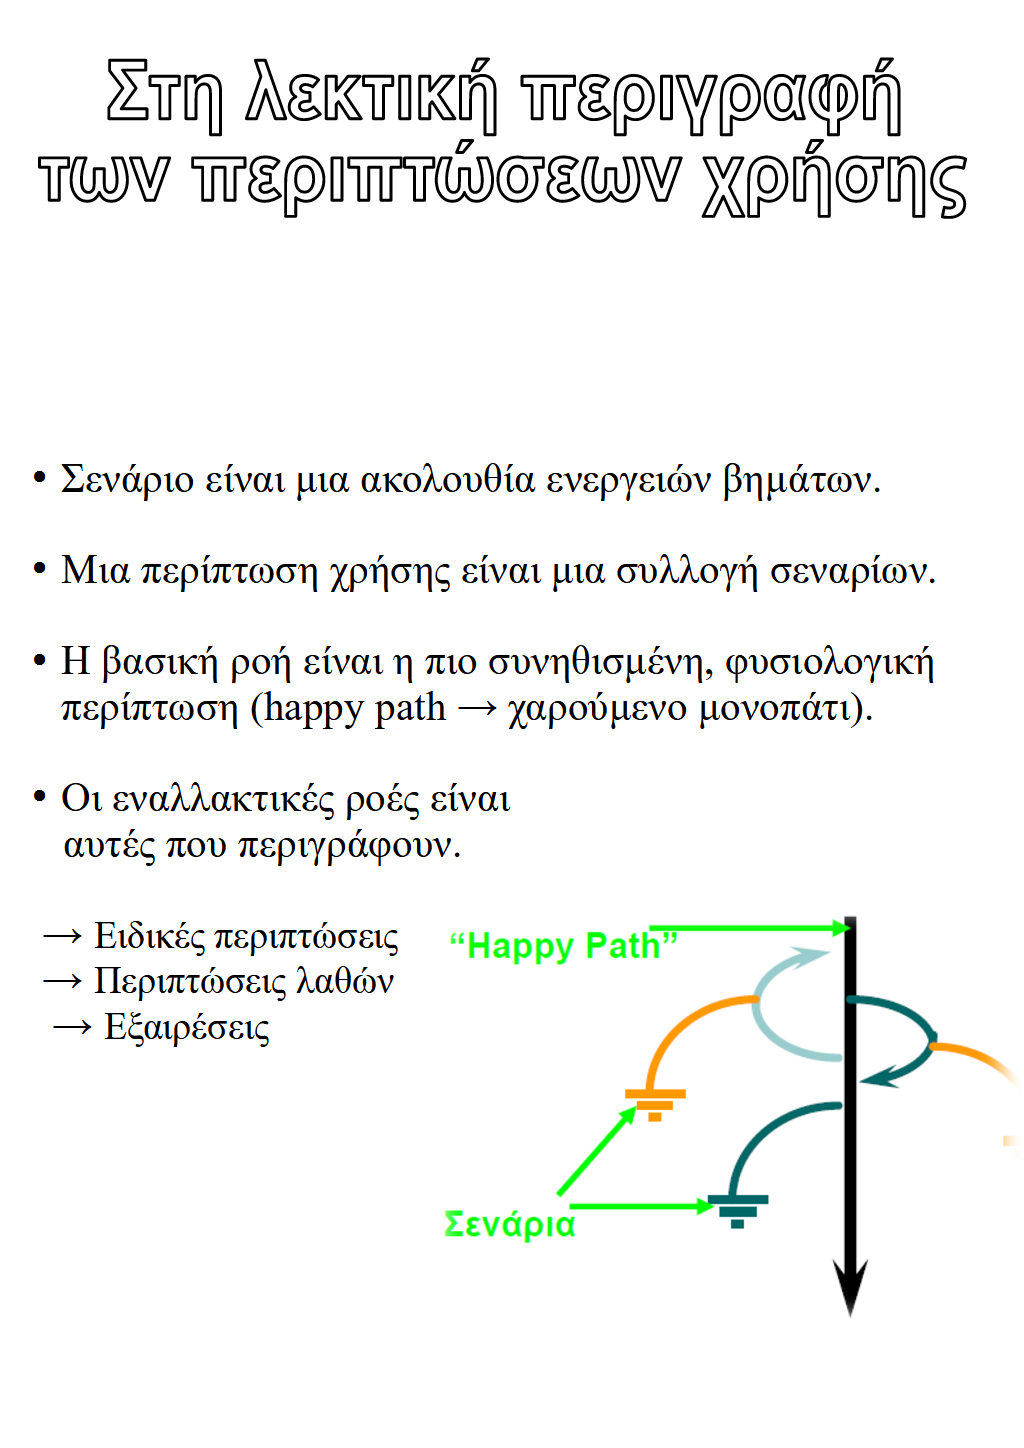 Στη λεκτική περιγραφή
των περιπτώσεων χρήσης
• Σενάριο είναι μια ακολουθία ενεργειών βημάτων.
• Μια περίπτωση χρήσης είναι μια συλλογή σεναρίων.
• Η βασική ροή είναι η πιο συνηθισμένη, φυσιολογική
περίπτωση (happy path → χαρούμενο μονοπάτι).
• Οι εναλλακτικές ροές είναι
αυτές που περιγράφουν.
→ Ειδικές περιπτώσεις
→ Περιπτώσεις λαθών
→ Εξαιρέσεις
“Happy Path”
Σενάρια